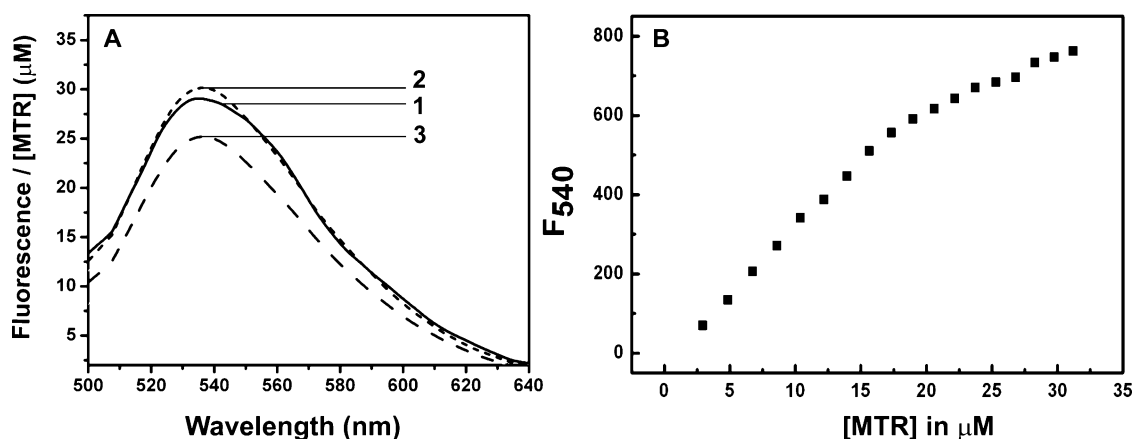 A
Fluorescence / [MTR] (μM)
35
30
25
20
15
10
5
2
1
3
500 520 540 560 580 600 620 640
Wavelength (nm)
B
F540
800
600
400
200
0
0 5 10 15 20 25 30 35
[MTR] in μM